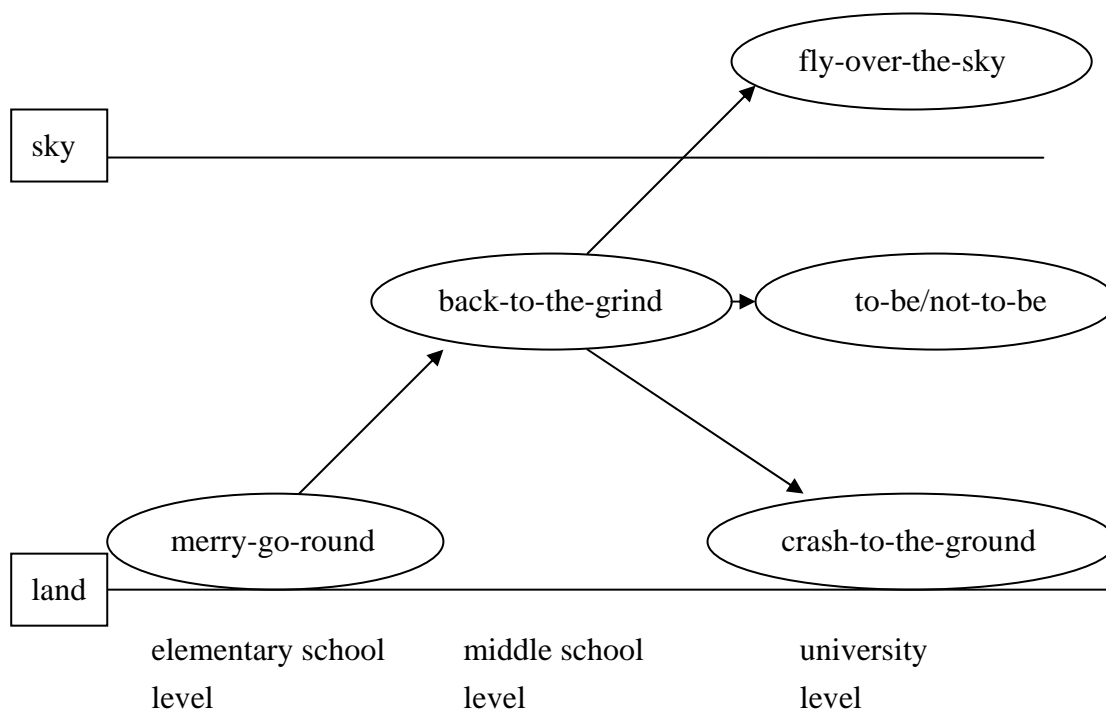 fly-over-the-sky
sky
back-to-the-grind
to-be/not-to-be
merry-go-round
crash-to-the-ground
land
elementary school
level
middle school
level
university
level